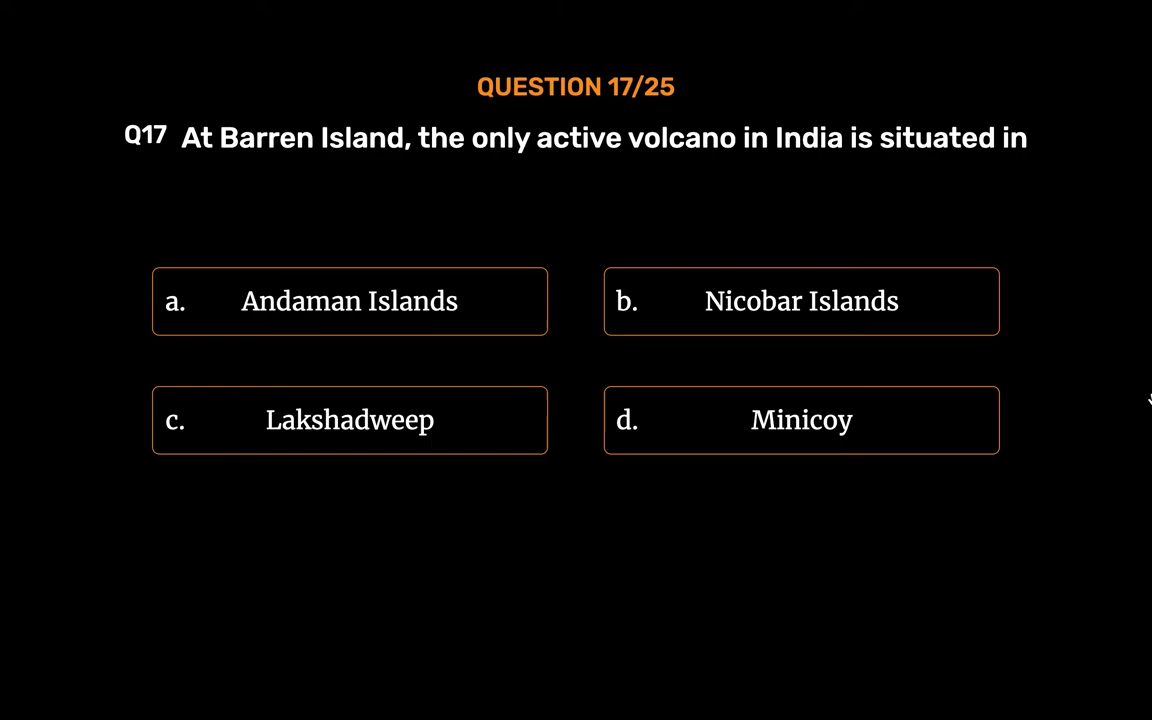 QUESTION 17/25
Q17 At Barren Island, the only active volcano in India is situated in
a. Andaman Islands
b. Nicobar Islands
c. Lakshadweep
d. Minicoy